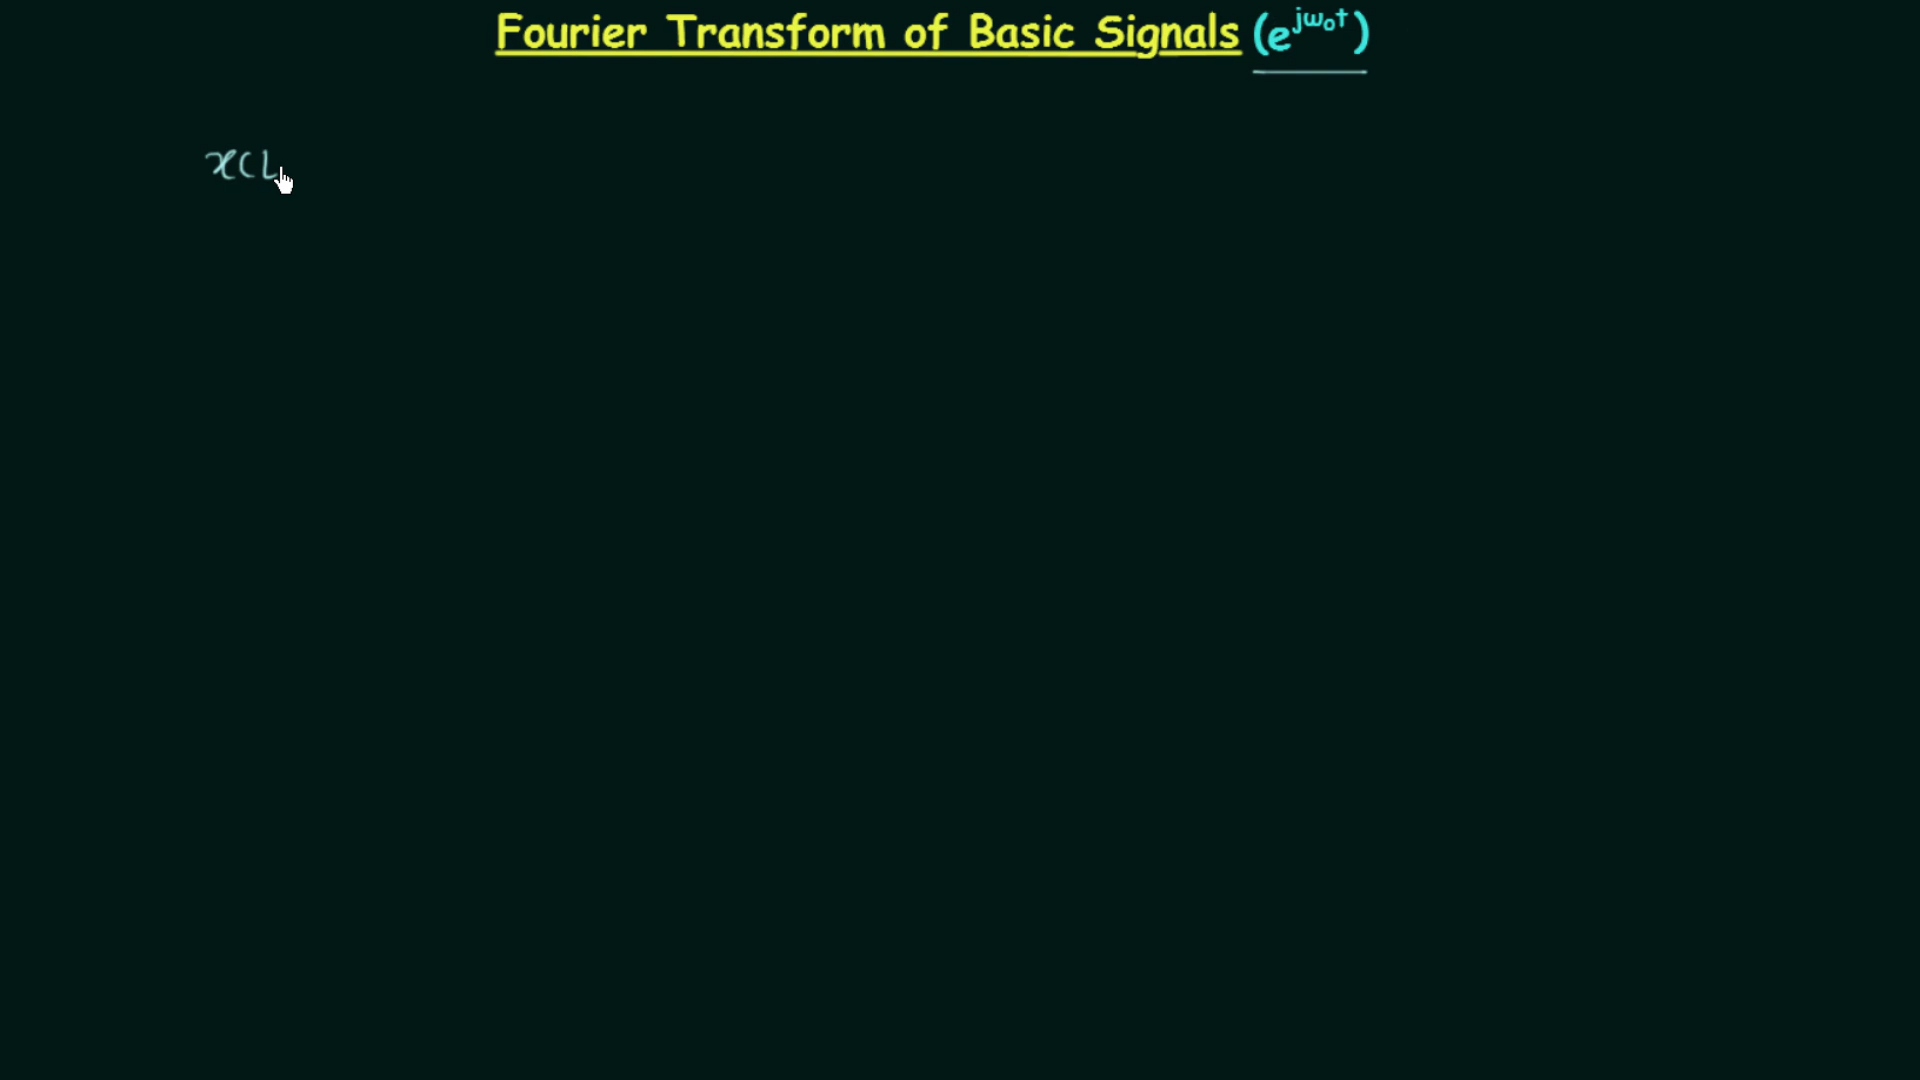 Fourier Transform of Basic Signals (e^jω₀t)
x(